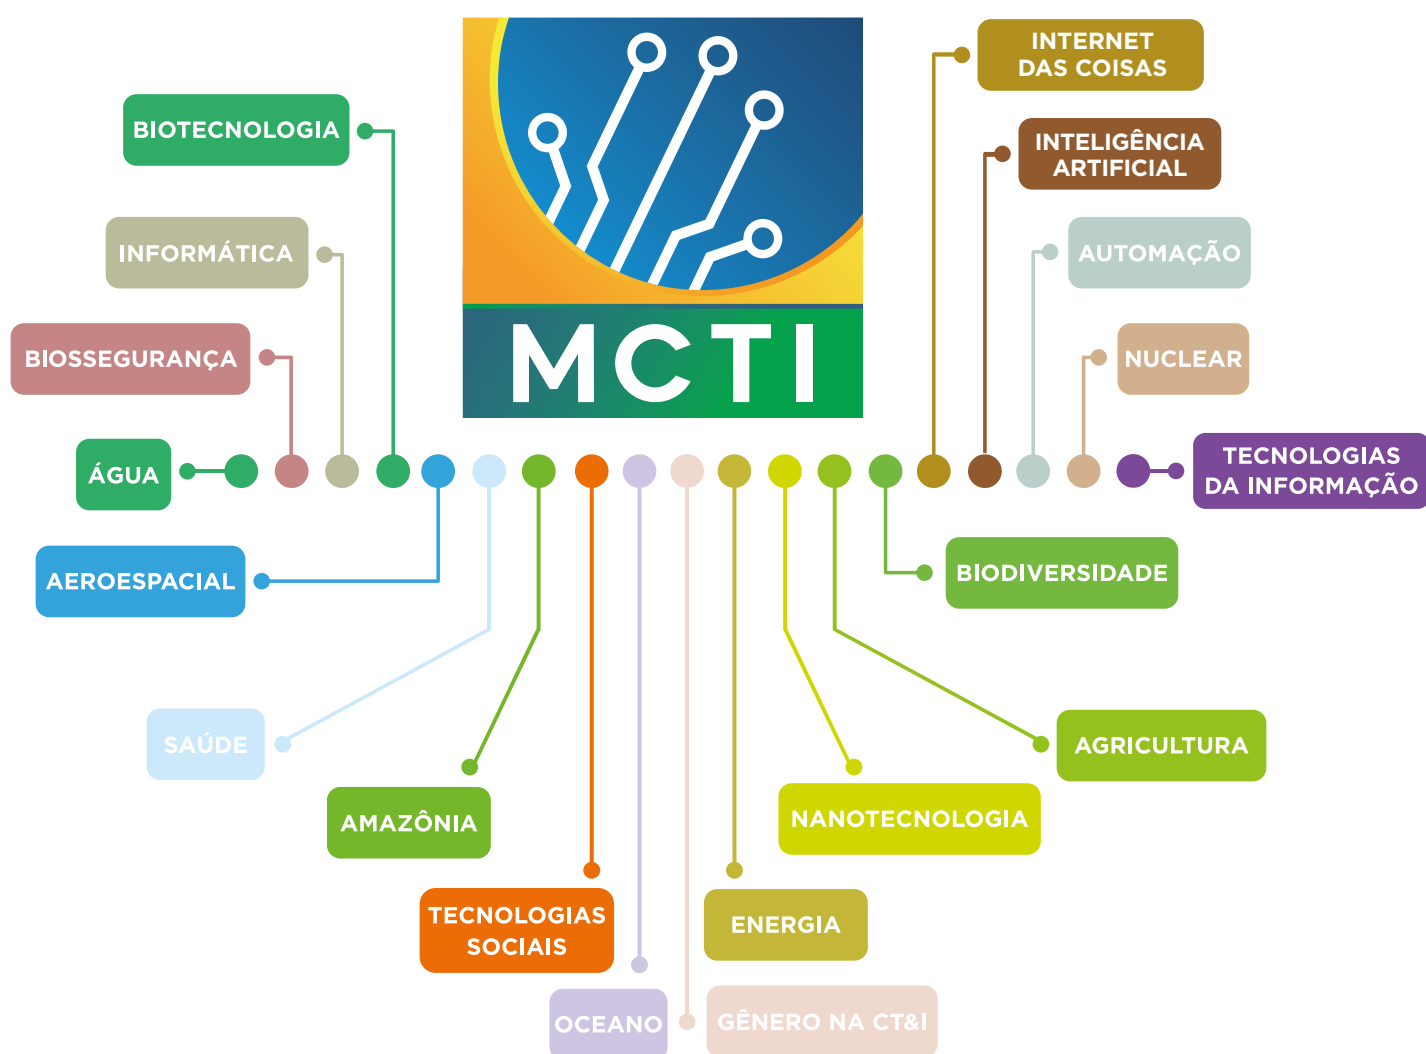 INTERNET
DAS COISAS
BIOTECNOLOGIA
INTELIGÊNCIA
ARTIFICIAL
INFORMÁTICA
AUTOMAÇÃO
MCTI
BIOSSEGURANÇA
NUCLEAR
ÁGUA
TECNOLOGIAS
DA INFORMAÇÃO
AEROESPACIAL
BIODIVERSIDADE
SAÚDE
AGRICULTURA
AMAZÔNIA
NANOTECNOLOGIA
TECNOLOGIAS
SOCIAIS
ENERGIA
OCEANO
GÊNERO NA CT&I